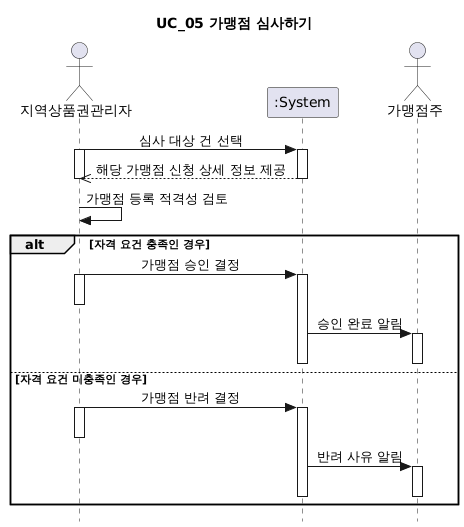 UC_05 가맹점 심사하기
지역상품권관리자
:System
가맹점주
심사 대상 건 선택
해당 가맹점 신청 상세 정보 제공
가맹점 등록 적격성 검토
alt
[자격 요건 충족인 경우]
가맹점 승인 결정
승인 완료 알림
[자격 요건 미충족인 경우]
가맹점 반려 결정
반려 사유 알림